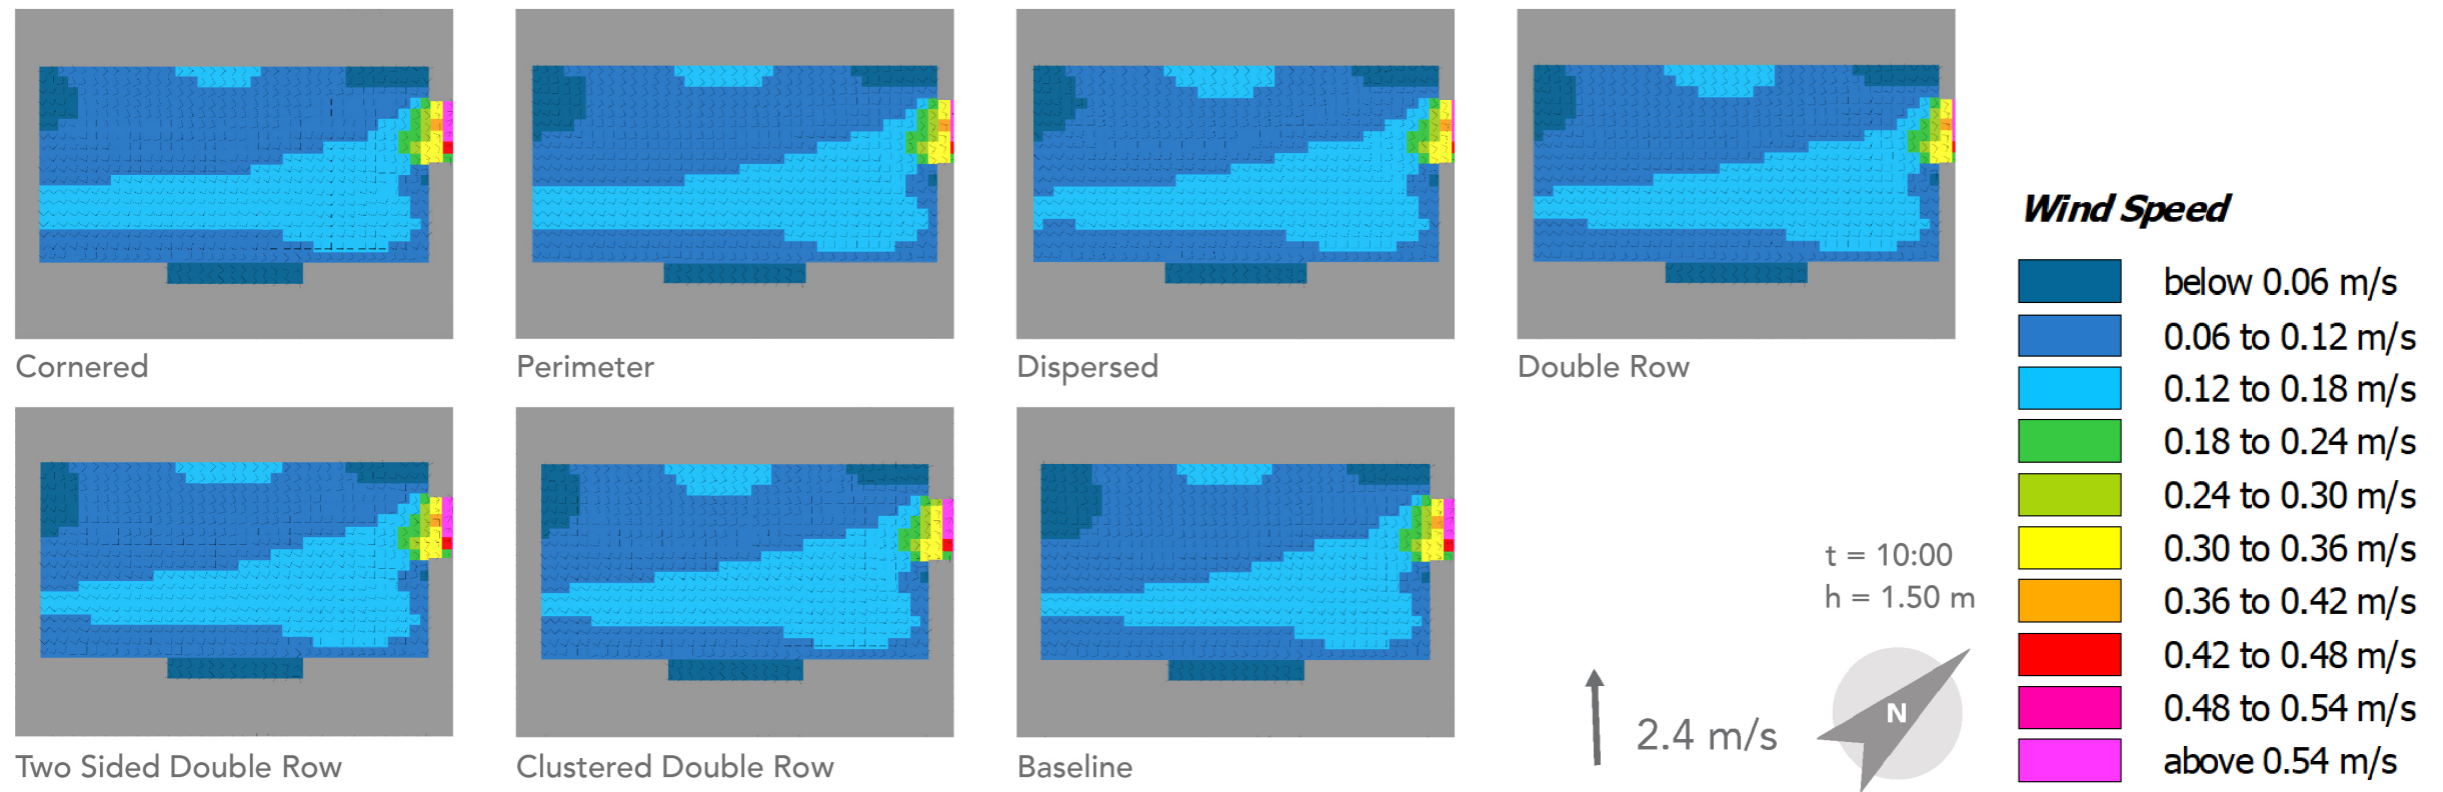 Cornered
Perimeter
Dispersed
Double Row
Two Sided Double Row
Clustered Double Row
Baseline
t = 10:00
h = 1.50 m
2.4 m/s
N
Wind Speed
below 0.06 m/s
0.06 to 0.12 m/s
0.12 to 0.18 m/s
0.18 to 0.24 m/s
0.24 to 0.30 m/s
0.30 to 0.36 m/s
0.36 to 0.42 m/s
0.42 to 0.48 m/s
0.48 to 0.54 m/s
above 0.54 m/s